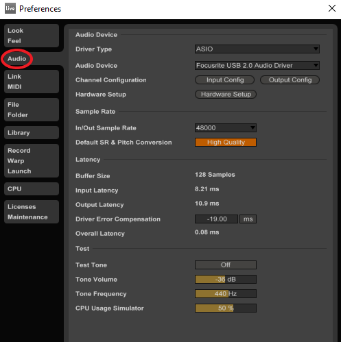 Live Preferences
Look
Feel
Audio
Link
MIDI
File
Folder
Library
Record
Warp
Launch
CPU
Licenses
Maintenance
Audio Device
Driver Type ASIO
Audio Device Focusrite USB 2.0 Audio Driver
Channel Configuration Input Config Output Config
Hardware Setup Hardware Setup
Sample Rate
In/Out Sample Rate 48000
Default SR & Pitch Conversion High Quality
Latency
Buffer Size 128 Samples
Input Latency 8.21 ms
Output Latency 10.9 ms
Driver Error Compensation -19.00 ms
Overall Latency 0.08 ms
Test
Test Tone Off
Tone Volume -36 dB
Tone Frequency 440 Hz
CPU Usage Simulator 50 %